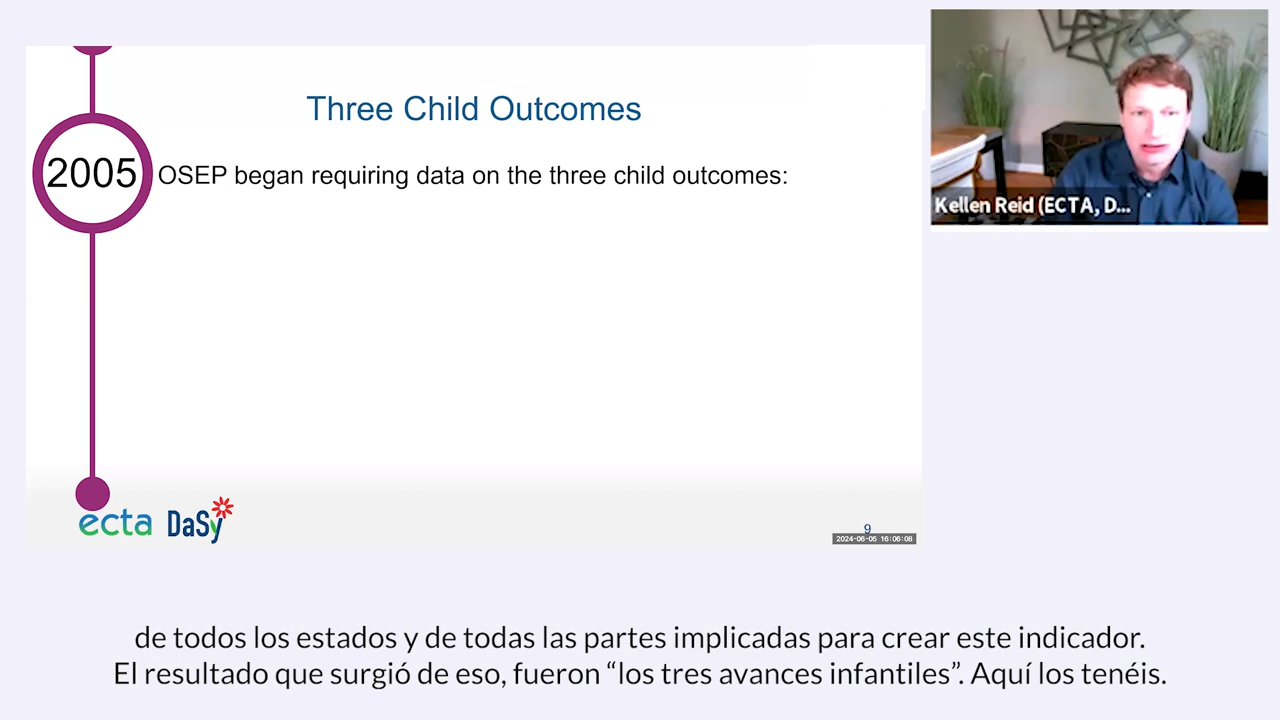 Three Child Outcomes
2005
OSEP began requiring data on the three child outcomes:
Kellen Reid (ECTA, D...
ecta DaSy
9
2024-06-05 16:06:08
de todos los estados y de todas las partes implicadas para crear este indicador.
El resultado que surgió de eso, fueron “los tres avances infantiles”. Aquí los tenéis.